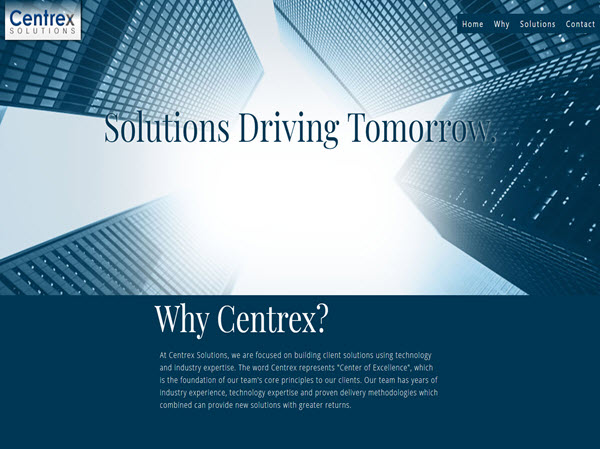 Centrex
SOLUTIONS
Home Why Solutions Contact
Solutions Driving Tomorrow.
Why Centrex?
At Centrex Solutions, we are focused on building client solutions using technology
and industry expertise. The word Centrex represents "Center of Excellence", which
is the foundation of our team's core principles to our clients. Our team has years of
industry experience, technology expertise and proven delivery methodologies which
combined can provide new solutions with greater returns.